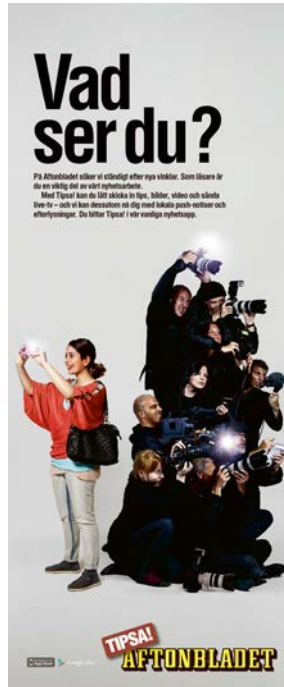 Vad
ser du?
På Aftonbladet söker vi ständigt efter nya vinklar. Som läsare är
du en viktig del av vårt nyhetsarbete.
Med Tipsa! kan du lätt skicka in tips, bilder, video och sända
live-tv – och vi kan dessutom nå dig med lokala push-notiser och
efterlysningar. Du hittar Tipsa! i vår vanliga nyhetsapp.
TIPSA!
AFTONBLADET